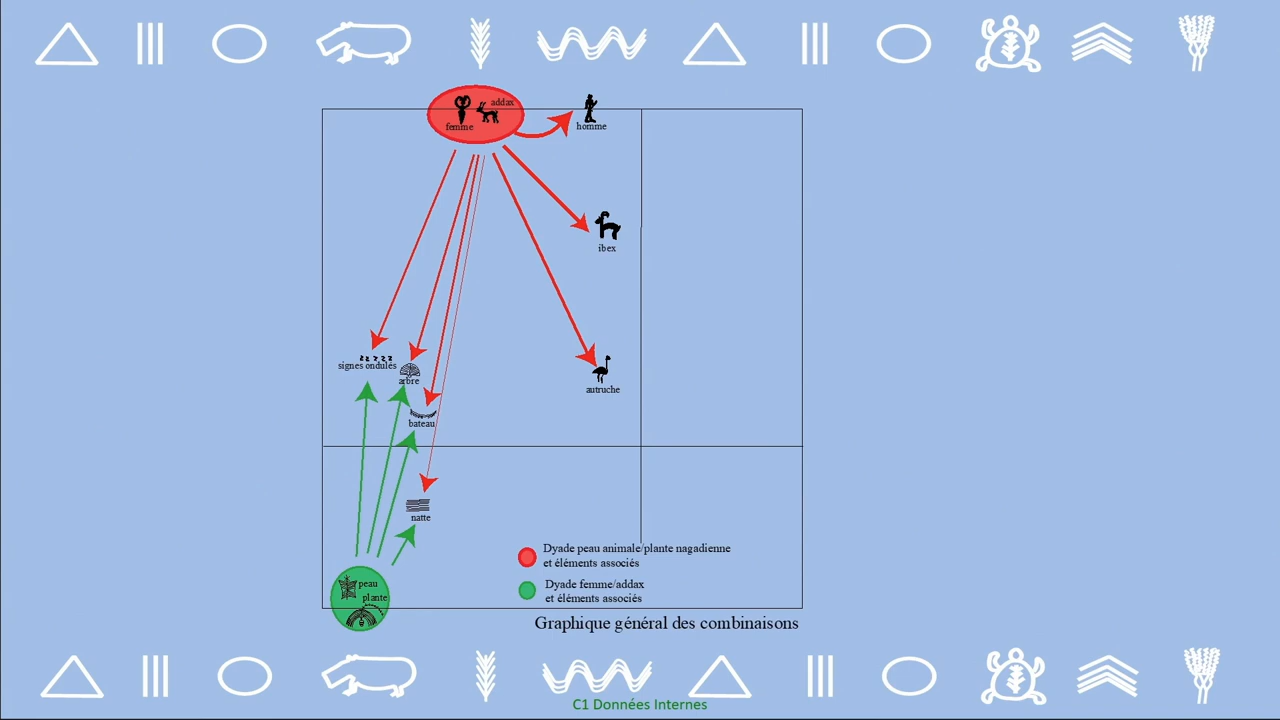 addax
femme
homme
ibex
signes ondulés
arbre
autruche
bateau
natte
Dyade peau animale/plante nagadienne
et éléments associés
peau
plante
Dyade femme/addax
et éléments associés
Graphique général des combinaisons
C1 Données Internes